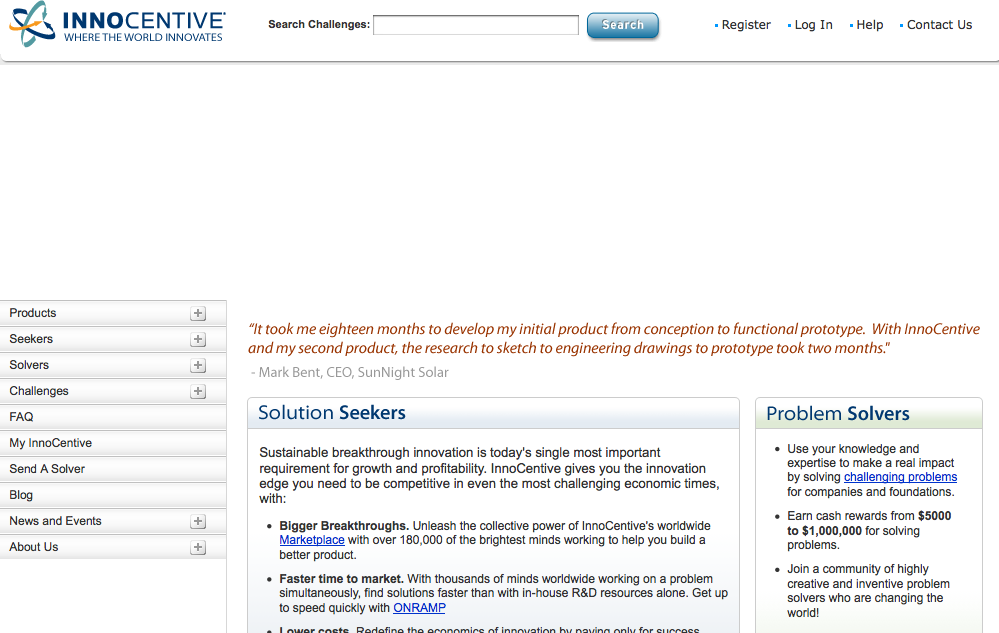 INNOCENTIVE®
WHERE THE WORLD INNOVATES
Search Challenges:
Search
Register
Log In
Help
Contact Us
Products
Seekers
Solvers
Challenges
FAQ
My InnoCentive
Send A Solver
Blog
News and Events
About Us
“It took me eighteen months to develop my initial product from conception to functional prototype.  With InnoCentive
and my second product, the research to sketch to engineering drawings to prototype took two months."
- Mark Bent, CEO, SunNight Solar
Solution Seekers
Sustainable breakthrough innovation is today's single most important
requirement for growth and profitability. InnoCentive gives you the innovation
edge you need to be competitive in even the most challenging economic times,
with:
• Bigger Breakthroughs. Unleash the collective power of InnoCentive's worldwide
Marketplace with over 180,000 of the brightest minds working to help you build a
better product.
• Faster time to market. With thousands of minds worldwide working on a problem
simultaneously, find solutions faster than with in-house R&D resources alone. Get up
to speed quickly with ONRAMP
• Lower costs. Redefine the economics of innovation by paying only for success.
Problem Solvers
• Use your knowledge and
expertise to make a real impact
by solving challenging problems
for companies and foundations.
• Earn cash rewards from $5000
to $1,000,000 for solving
problems.
• Join a community of highly
creative and inventive problem
solvers who are changing the
world!